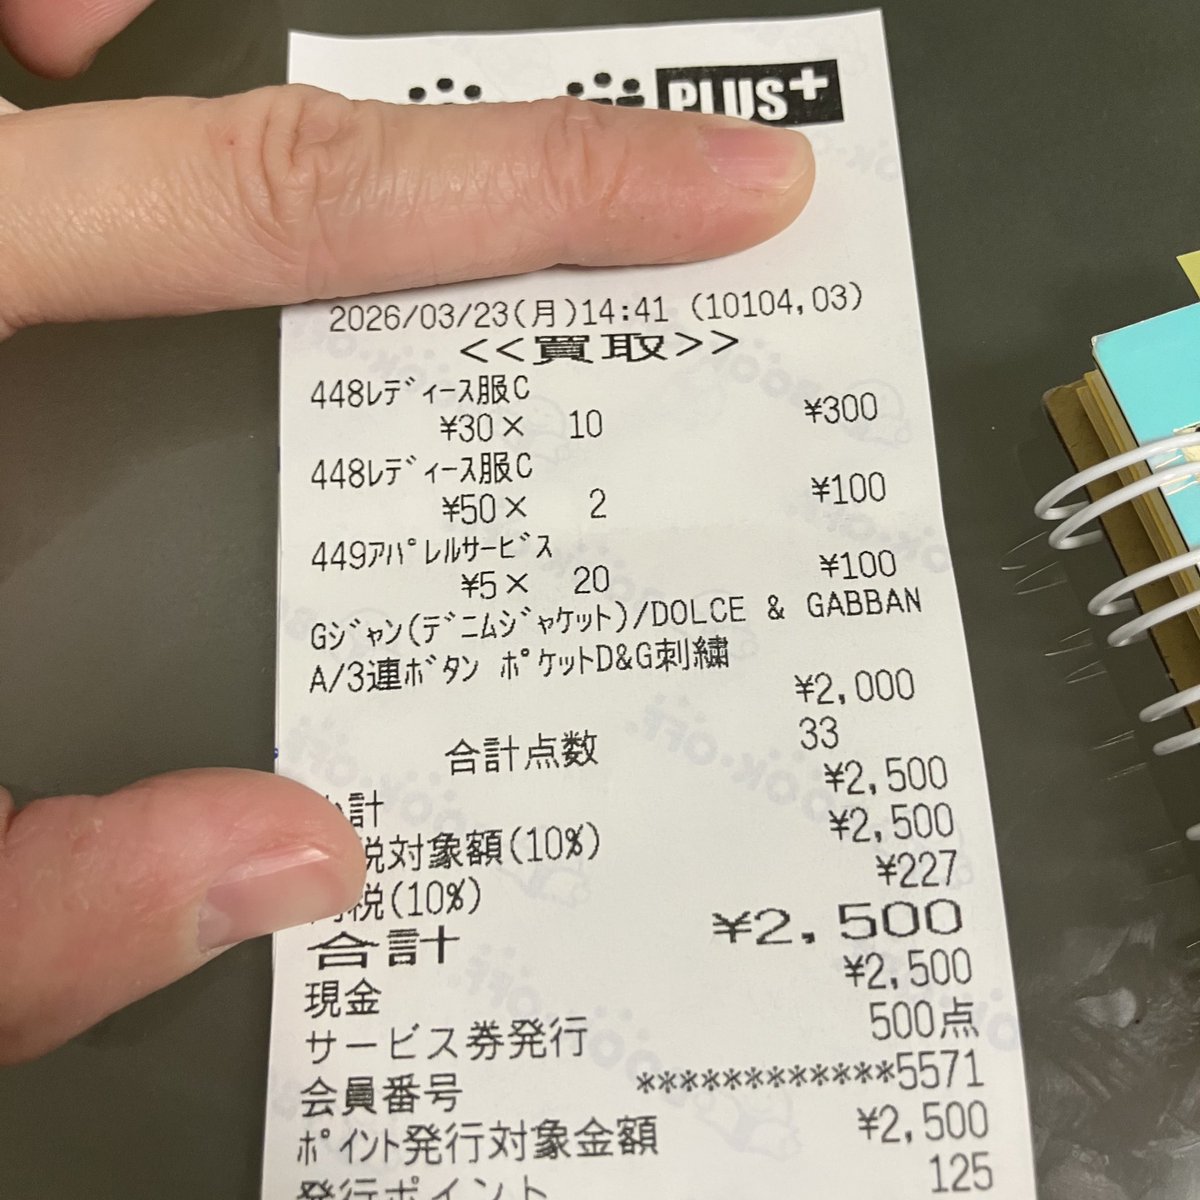 PLUS+
2026/03/23(月)14:41 (10104,03)
<<買取>>
448ﾚﾃﾞｨｰｽ服C
¥30× 10 ¥300
448ﾚﾃﾞｨｰｽ服C
¥50× 2 ¥100
449ｱﾊﾟﾚﾙｻｰﾋﾞｽ
¥5× 20 ¥100
Gｼﾞｬﾝ(ﾃﾞﾆﾑｼﾞｬｹｯﾄ)/DOLCE & GABBAN
A/3連ﾎﾞﾀﾝ ﾎﾟｹｯﾄD&G刺繍
¥2,000
合計点数 33
計 ¥2,500
税対象額(10%) ¥2,500
税(10%) ¥227
合計 ¥2,500
現金 ¥2,500
サービス券発行 500点
会員番号 ************5571
ﾎﾟｲﾝﾄ発行対象金額 ¥2,500
発行ポイント 125